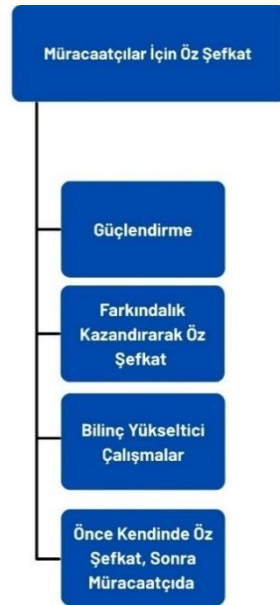 Müracaatçılar İçin Öz Şefkat
Güçlendirme
Farkındalık
Kazandırarak Öz
Şefkat
Bilinç Yükseltici
Çalışmalar
Önce Kendinde Öz
Şefkat, Sonra
Müracaatçıda